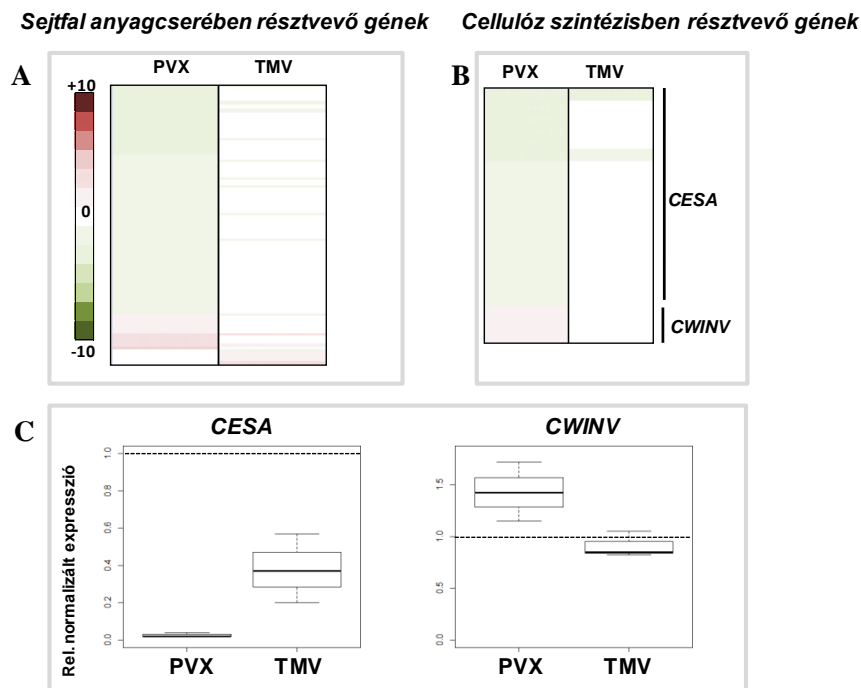 Sejtfal anyagcserében résztvevő gének
Cellulóz szintézisben résztvevő gének
A
PVX
TMV
+10
0
-10
B
PVX
TMV
CESA
CWINV
C
CESA
Rel. normalizált expresszió
1.0
0.8
0.6
0.4
0.2
0.0
PVX
TMV
CWINV
1.5
1.0
0.5
0.0
PVX
TMV